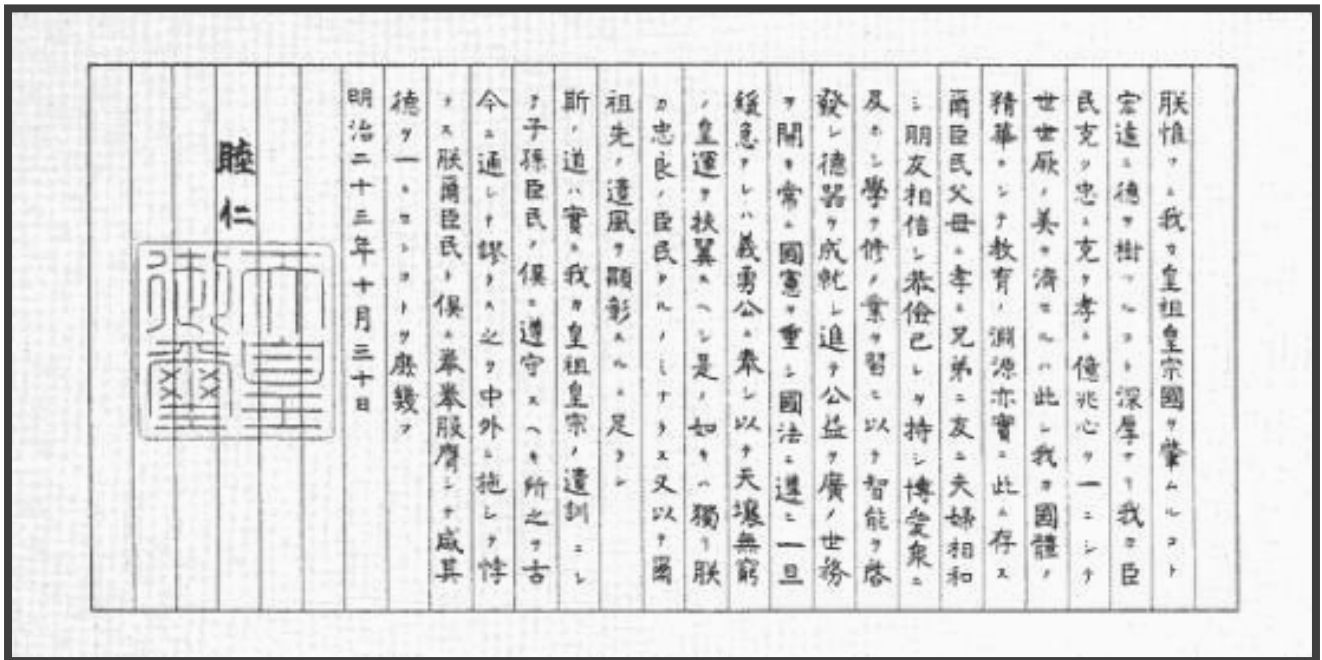 朕惟フニ我カ皇祖皇宗國ヲ肇ムルコト
宏遠ニ德ヲ樹ツルコト深厚ナリ我カ臣
民克ク忠ニ克ク孝ニ億兆心ヲ一ニシテ
世世厥ノ美ヲ濟セルハ此レ我カ國體ノ
精華ニシテ教育ノ淵源亦實ニ此ニ存ス
爾臣民父母ニ孝ニ兄弟ニ友ニ夫婦相和
シ朋友相信シ恭儉己レヲ持シ博愛衆ニ
及ホシ學ヲ修メ業ヲ習ヒ以テ智能ヲ啓
發シ德器ヲ成就シ進テ公益ヲ廣メ世務
ヲ開キ常ニ國憲ヲ重シ國法ニ遵ヒ一旦
緩急アレハ義勇公ニ奉シ以テ天壤無窮
ノ皇運ヲ扶翼スヘシ是ノ如キハ獨リ朕
カ忠良ノ臣民タルノミナラス又以テ爾
祖先ノ遺風ヲ顯彰スルニ足ラン
斯ノ道ハ實ニ我カ皇祖皇宗ノ遺訓ニシ
テ子孫臣民ノ俱ニ遵守スヘキ所之ヲ古
今ニ通シテ謬ラス之ヲ中外ニ施シテ悖
ラス朕爾臣民ト俱ニ拳拳服膺シテ咸其
德ヲ一ニセンコトヲ庶幾フ
明治二十三年十月三十日
睦仁
天皇
御璽